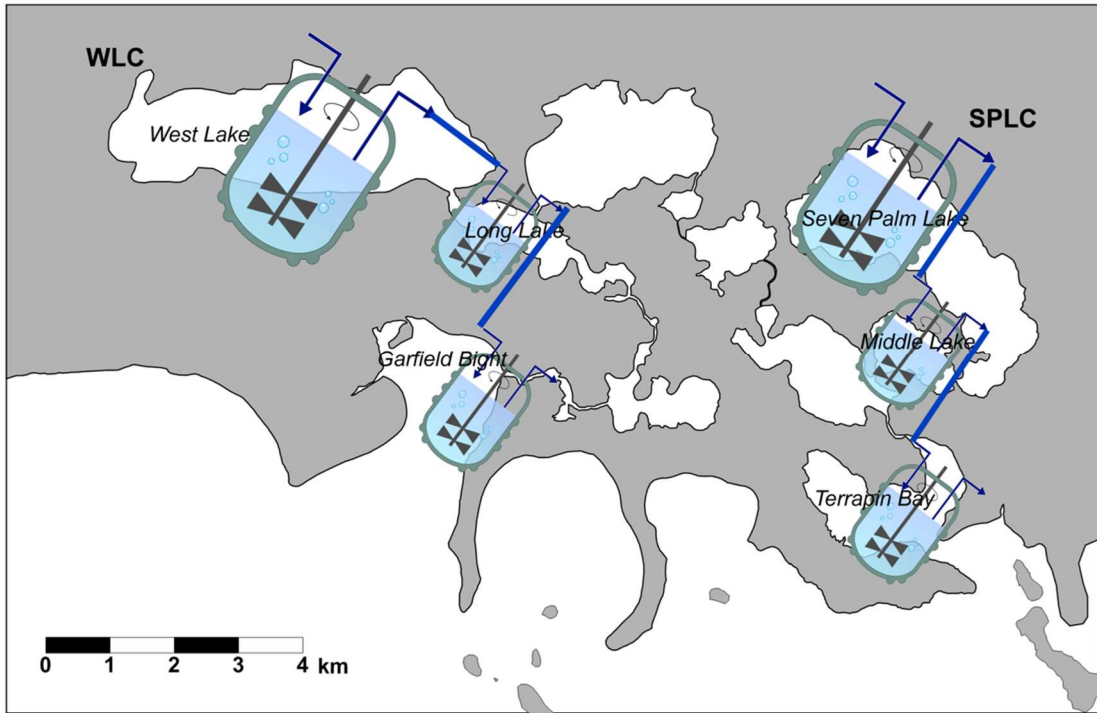 WLC
West Lake
SPLC
Long Lake
Seven Palm Lake
Garfield Bight
Middle Lake
Terrapin Bay
0 1 2 3 4 km